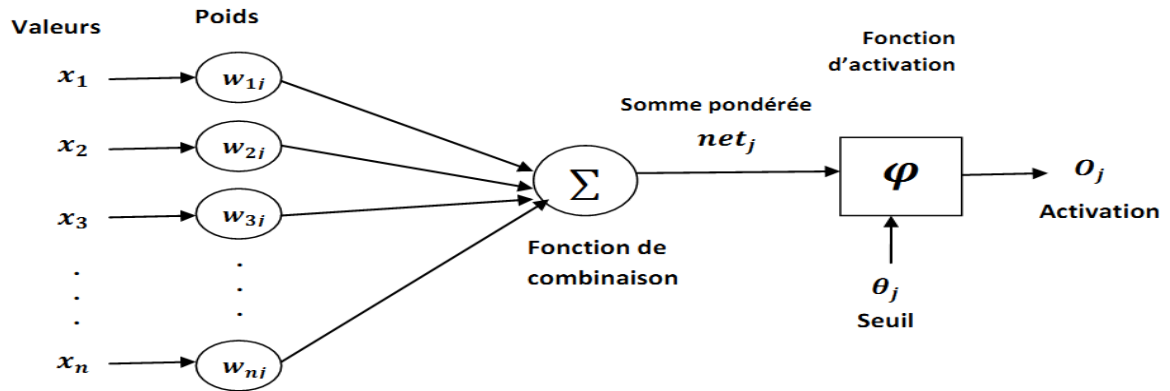 Valeurs
Poids
x₁
w₁ᵢ
x₂
w₂ᵢ
x₃
w₃ᵢ
. .
. .
. .
xₙ
wₙᵢ
Σ
Fonction de
combinaison
Somme pondérée
netⱼ
Fonction
d'activation
φ
θⱼ
Seuil
Oⱼ
Activation